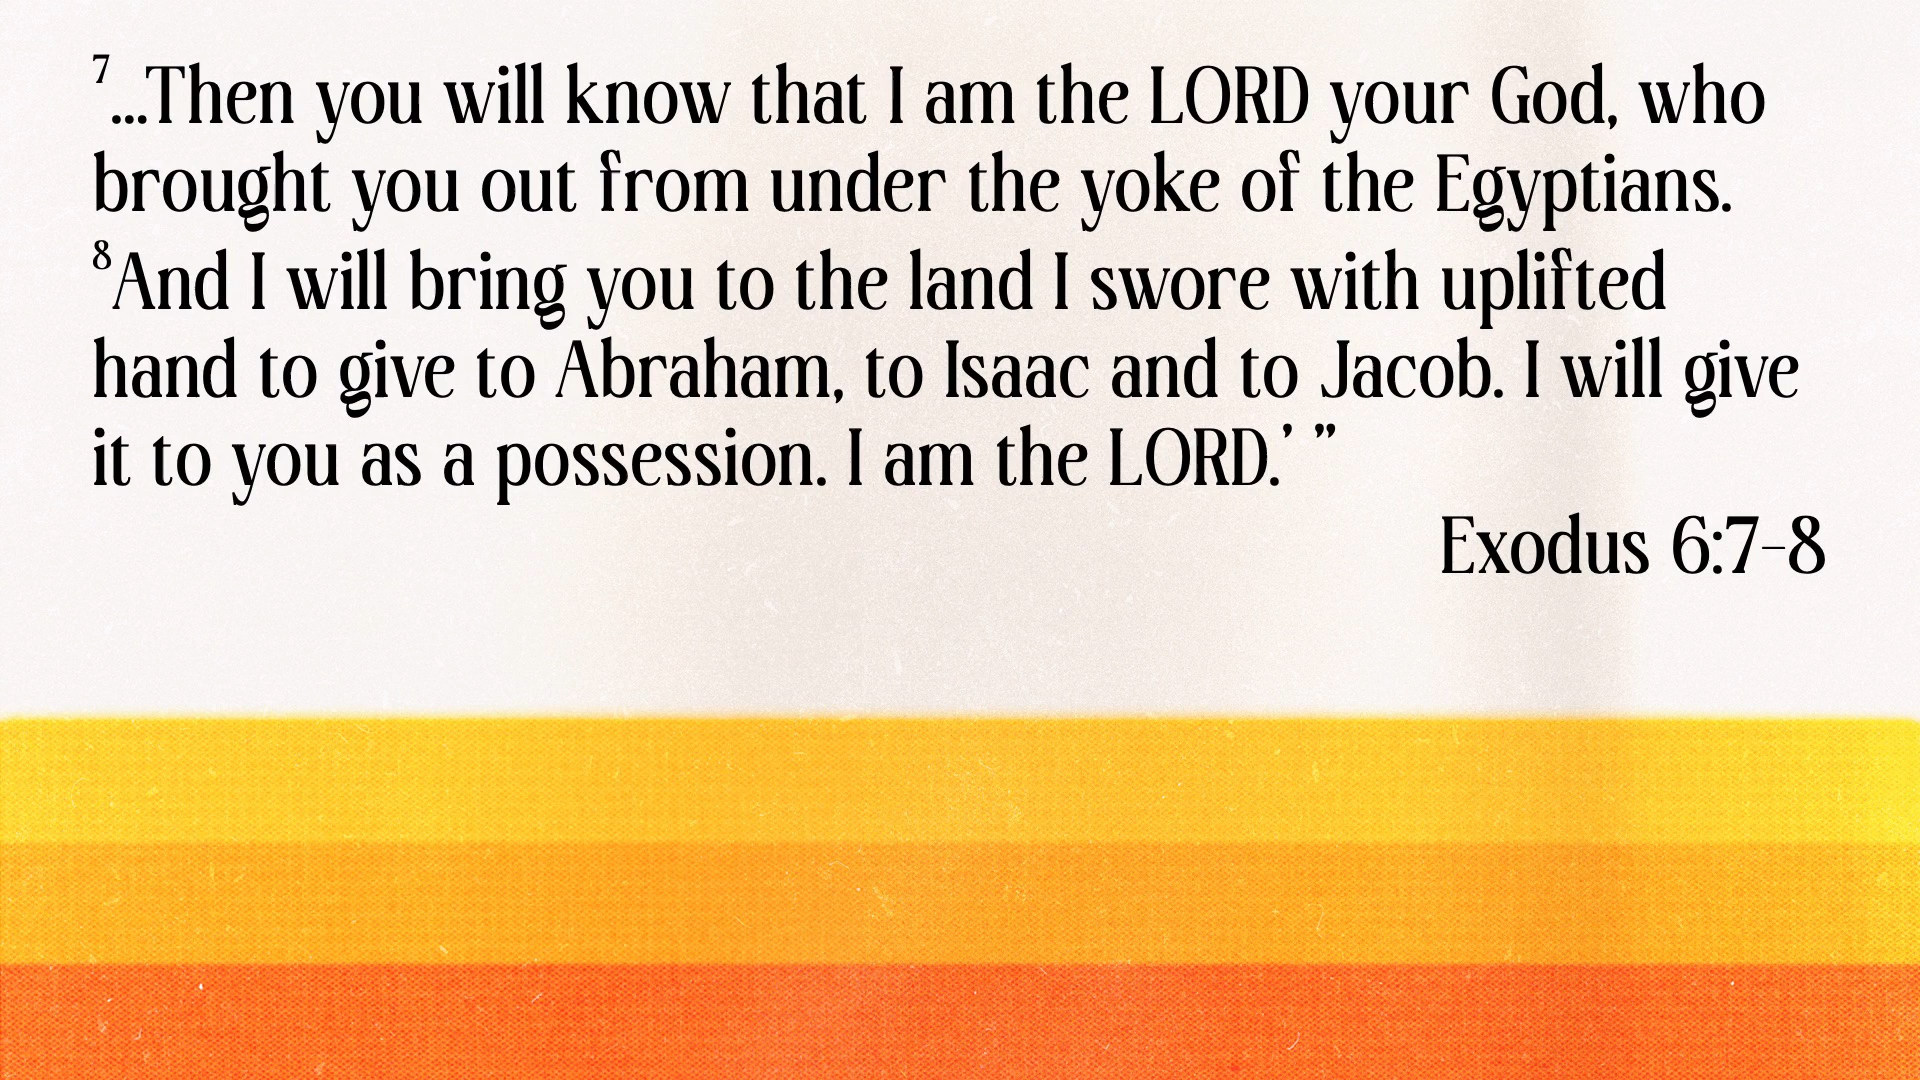 7...Then you will know that I am the LORD your God, who
brought you out from under the yoke of the Egyptians.
8And I will bring you to the land I swore with uplifted
hand to give to Abraham, to Isaac and to Jacob. I will give
it to you as a possession. I am the LORD.’ ”
Exodus 6:7-8